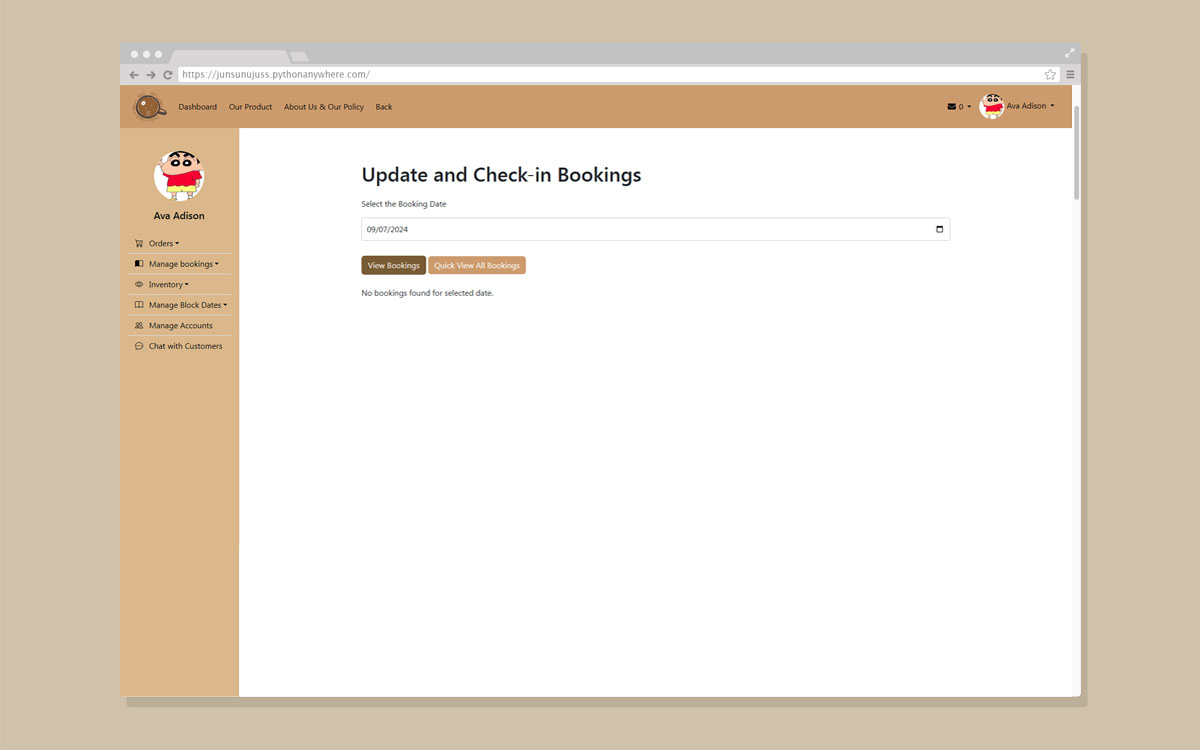 https://junsunujuss.pythonanywhere.com/
Dashboard Our Product About Us & Our Policy Back 0 Ava Adison
Ava Adison
Orders
Manage bookings
Inventory
Manage Block Dates
Manage Accounts
Chat with Customers
Update and Check-in Bookings
Select the Booking Date
09/07/2024
View Bookings Quick View All Bookings
No bookings found for selected date.